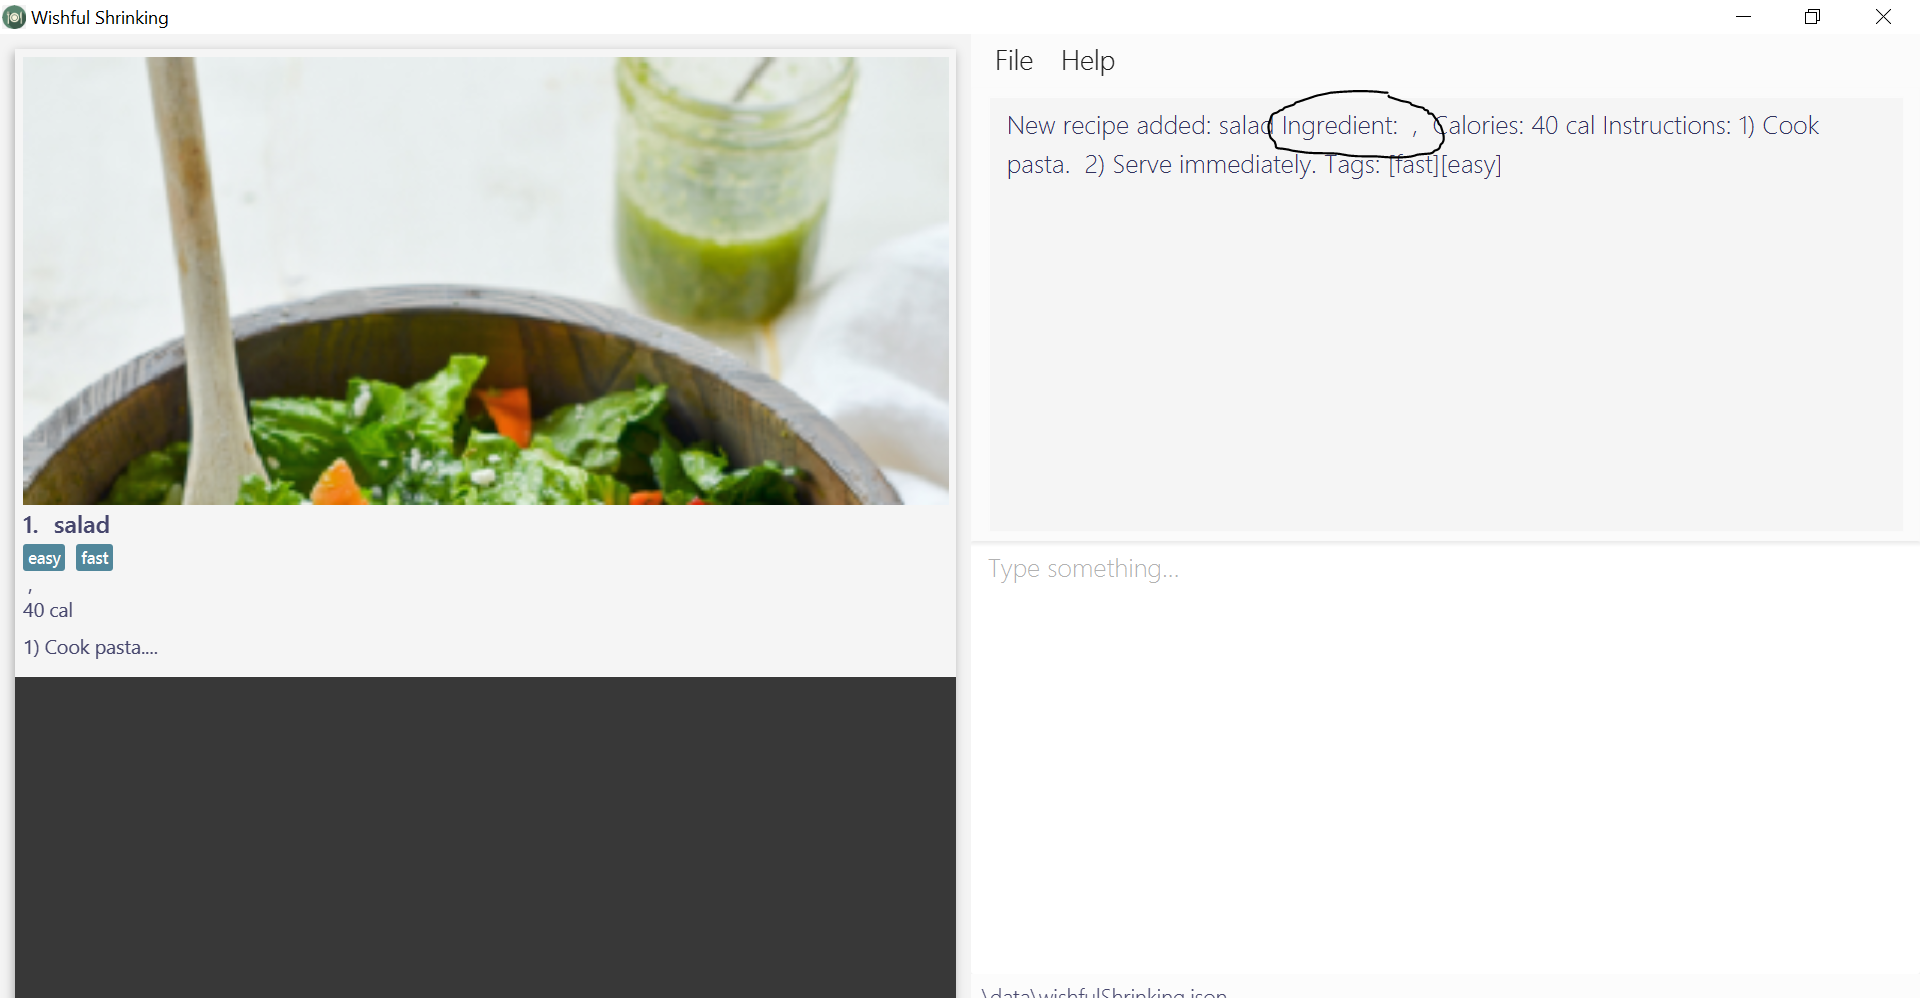 Wishful Shrinking
File Help
New recipe added: salad Ingredient:  ,  Calories: 40 cal Instructions: 1) Cook
pasta.  2) Serve immediately. Tags: [fast][easy]
1. salad
easy fast
,
40 cal
1) Cook pasta....
Type something...
\data\wishfulShrinking.json